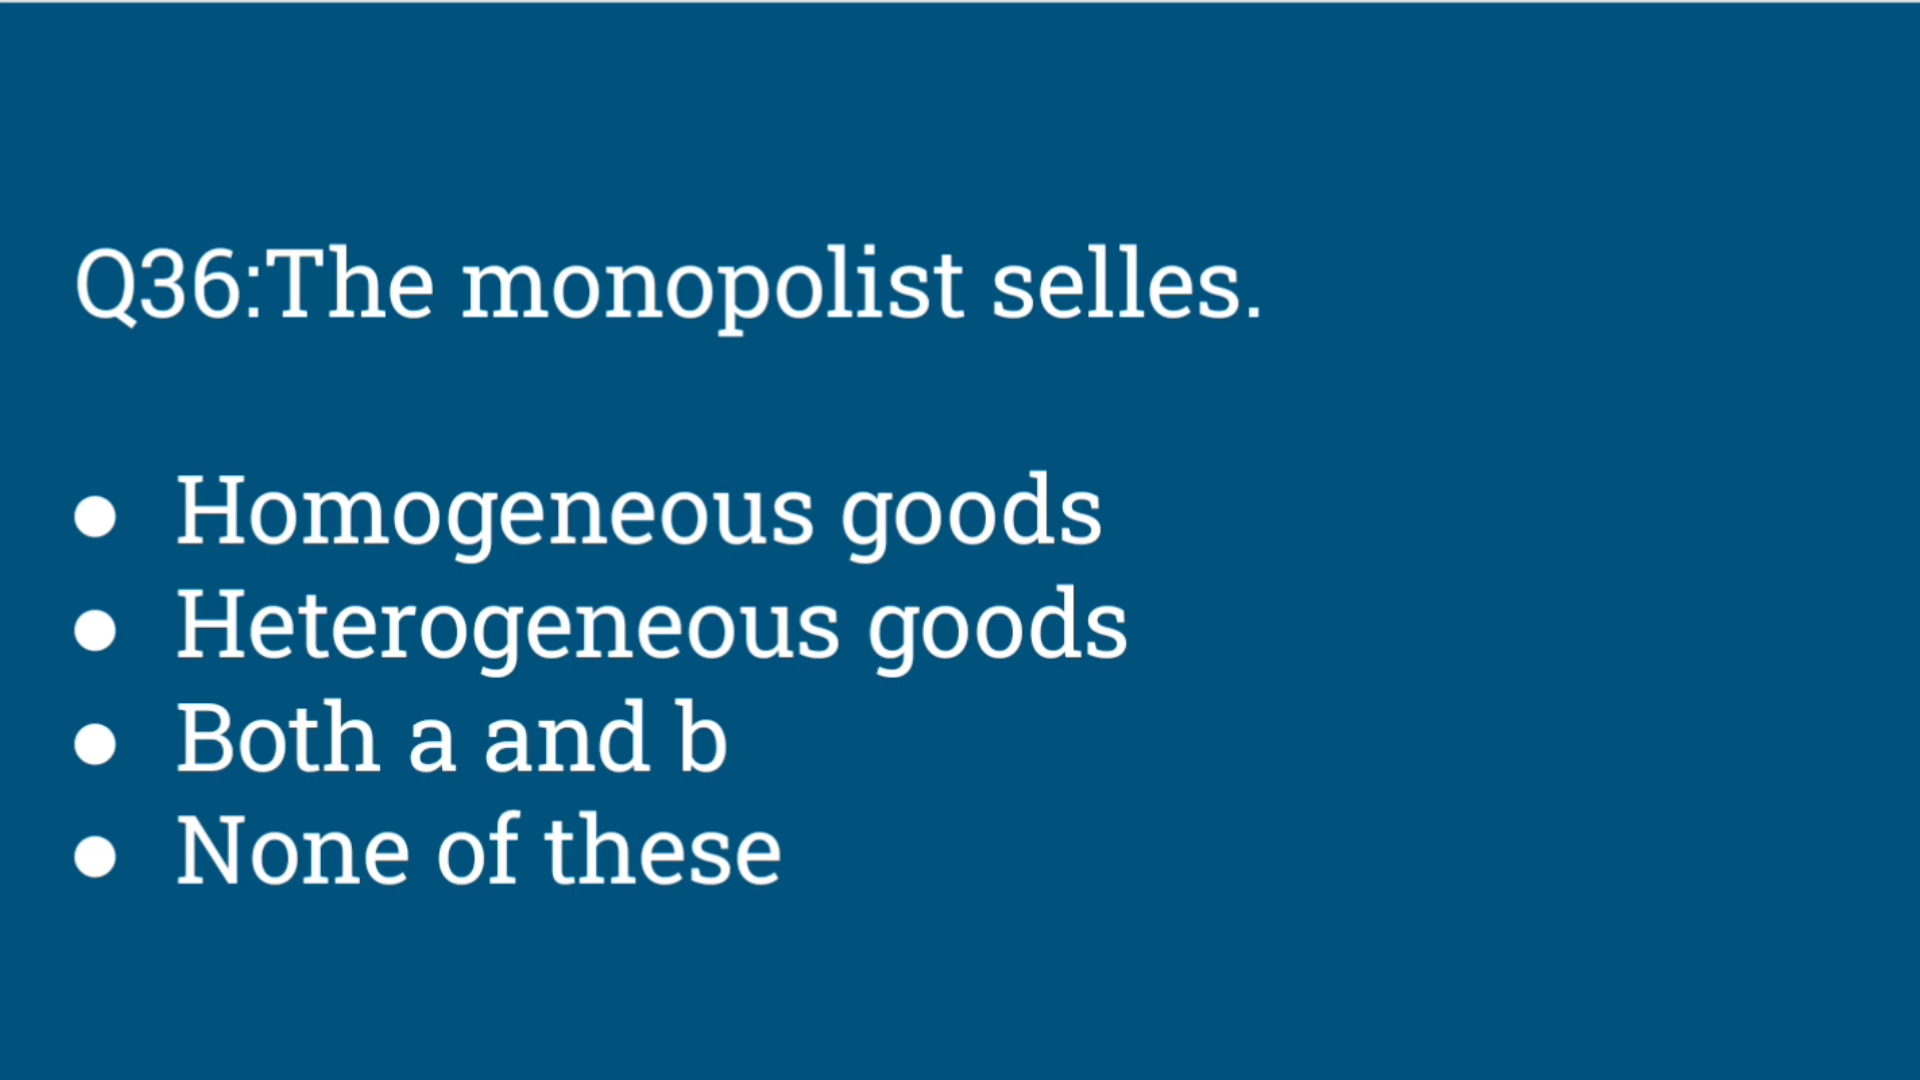 Q36:The monopolist selles.
● Homogeneous goods
● Heterogeneous goods
● Both a and b
● None of these